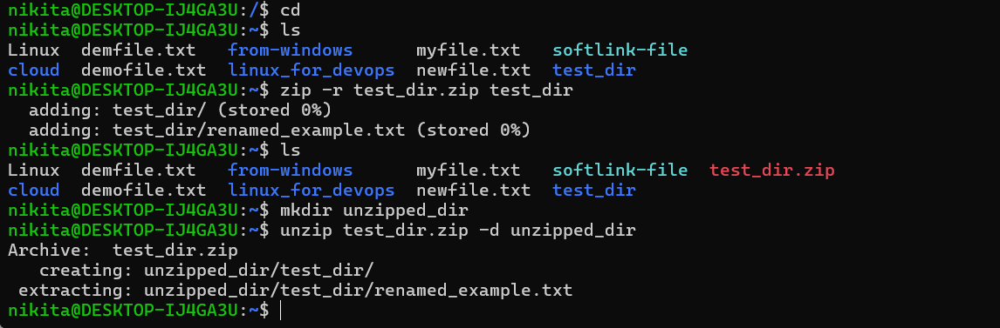 nikita@DESKTOP-IJ4GA3U:/$ cd
nikita@DESKTOP-IJ4GA3U:~$ ls
Linux  demfile.txt   from-windows      myfile.txt   softlink-file
cloud  demofile.txt  linux_for_devops  newfile.txt  test_dir
nikita@DESKTOP-IJ4GA3U:~$ zip -r test_dir.zip test_dir
  adding: test_dir/ (stored 0%)
  adding: test_dir/renamed_example.txt (stored 0%)
nikita@DESKTOP-IJ4GA3U:~$ ls
Linux  demfile.txt   from-windows      myfile.txt   softlink-file  test_dir.zip
cloud  demofile.txt  linux_for_devops  newfile.txt  test_dir
nikita@DESKTOP-IJ4GA3U:~$ mkdir unzipped_dir
nikita@DESKTOP-IJ4GA3U:~$ unzip test_dir.zip -d unzipped_dir
Archive:  test_dir.zip
   creating: unzipped_dir/test_dir/
 extracting: unzipped_dir/test_dir/renamed_example.txt
nikita@DESKTOP-IJ4GA3U:~$